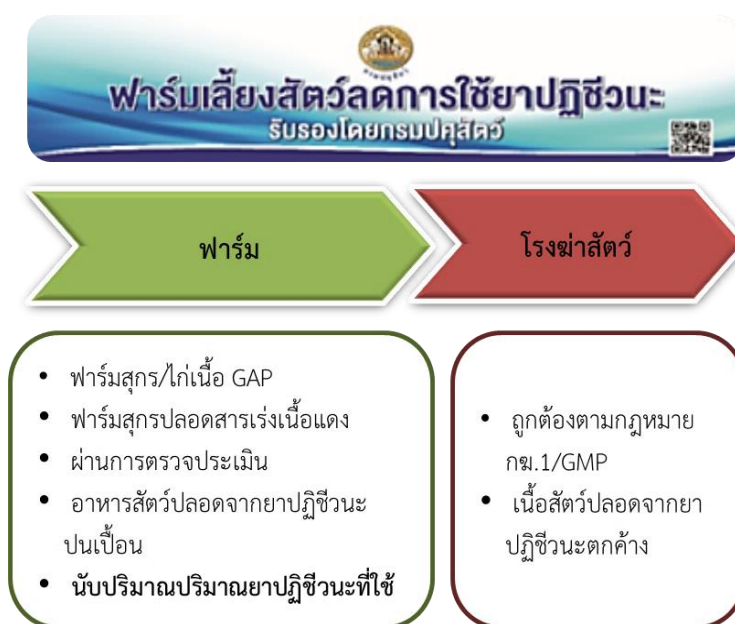 ฟาร์มเลี้ยงสัตว์ลดการใช้ยาปฏิชีวนะ
รับรองโดยกรมปศุสัตว์
ฟาร์ม
โรงฆ่าสัตว์
• ฟาร์มสุกร/ไก่เนื้อ GAP
• ฟาร์มสุกรปลอดสารเร่งเนื้อแดง
• ผ่านการตรวจประเมิน
• อาหารสัตว์ปลอดจากยาปฏิชีวนะ
ปนเปื้อน
• นับปริมาณปริมาณยาปฏิชีวนะที่ใช้
• ถูกต้องตามกฎหมาย
กฆ.1/GMP
• เนื้อสัตว์ปลอดจากยา
ปฏิชีวนะตกค้าง